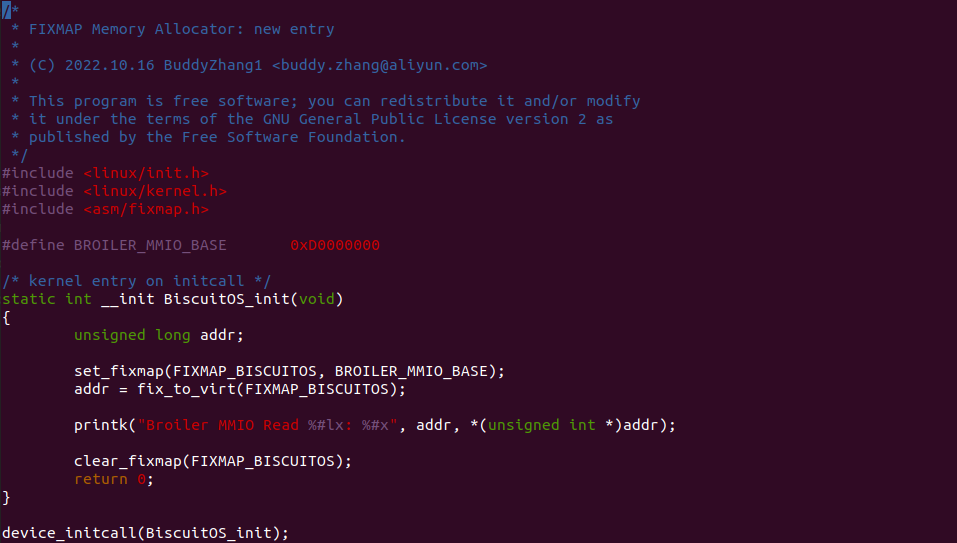 /*
 * FIXMAP Memory Allocator: new entry
 *
 * (C) 2022.10.16 BuddyZhang1 <buddy.zhang@aliyun.com>
 *
 * This program is free software; you can redistribute it and/or modify
 * it under the terms of the GNU General Public License version 2 as
 * published by the Free Software Foundation.
 */
#include <linux/init.h>
#include <linux/kernel.h>
#include <asm/fixmap.h>

#define BROILER_MMIO_BASE       0xD0000000

/* kernel entry on initcall */
static int __init BiscuitOS_init(void)
{
        unsigned long addr;

        set_fixmap(FIXMAP_BISCUITOS, BROILER_MMIO_BASE);
        addr = fix_to_virt(FIXMAP_BISCUITOS);

        printk("Broiler MMIO Read %#lx: %#x", addr, *(unsigned int *)addr);

        clear_fixmap(FIXMAP_BISCUITOS);
        return 0;
}

device_initcall(BiscuitOS_init);